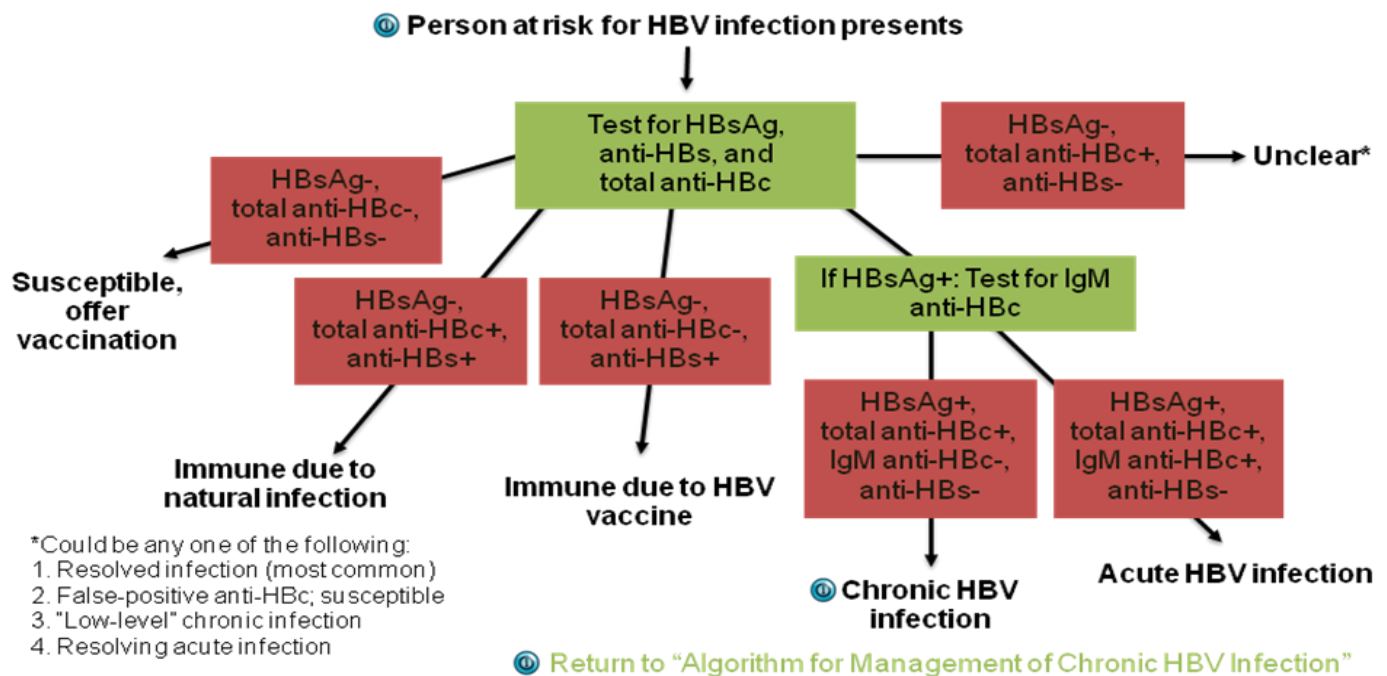 Person at risk for HBV infection presents
Test for HBsAg,
anti-HBs, and
total anti-HBc
HBsAg-,
total anti-HBc+,
anti-HBs-
Unclear*
HBsAg-,
total anti-HBc-,
anti-HBs-
Susceptible,
offer
vaccination
HBsAg-,
total anti-HBc+,
anti-HBs+
Immune due to
natural infection
HBsAg-,
total anti-HBc-,
anti-HBs+
Immune due to HBV
vaccine
If HBsAg+: Test for IgM
anti-HBc
HBsAg+,
total anti-HBc+,
IgM anti-HBc-,
anti-HBs-
Chronic HBV
infection
HBsAg+,
total anti-HBc+,
IgM anti-HBc+,
anti-HBs-
Acute HBV infection
*Could be any one of the following:
1. Resolved infection (most common)
2. False-positive anti-HBc; susceptible
3. "Low-level" chronic infection
4. Resolving acute infection
Return to “Algorithm for Management of Chronic HBV Infection”